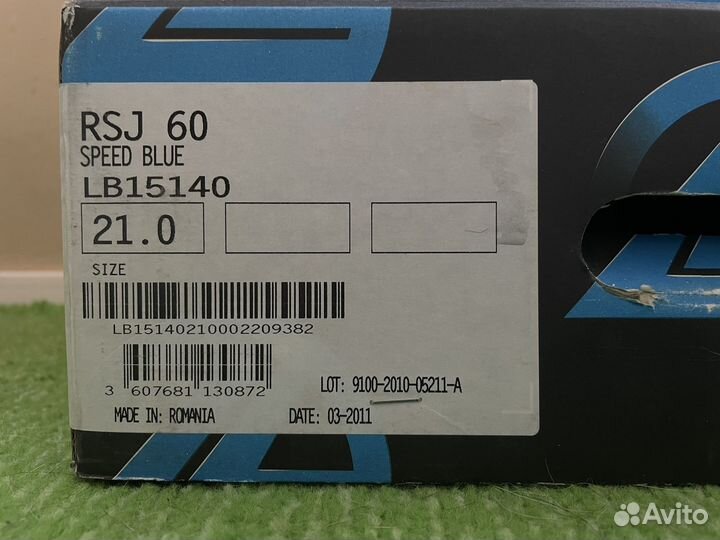 RSJ 60
SPEED BLUE
LB15140
21.0
SIZE
LB15140210002209382
3 607681 130872
LOT: 9100-2010-05211-A
MADE IN: ROMANIA DATE: 03-2011
Avito